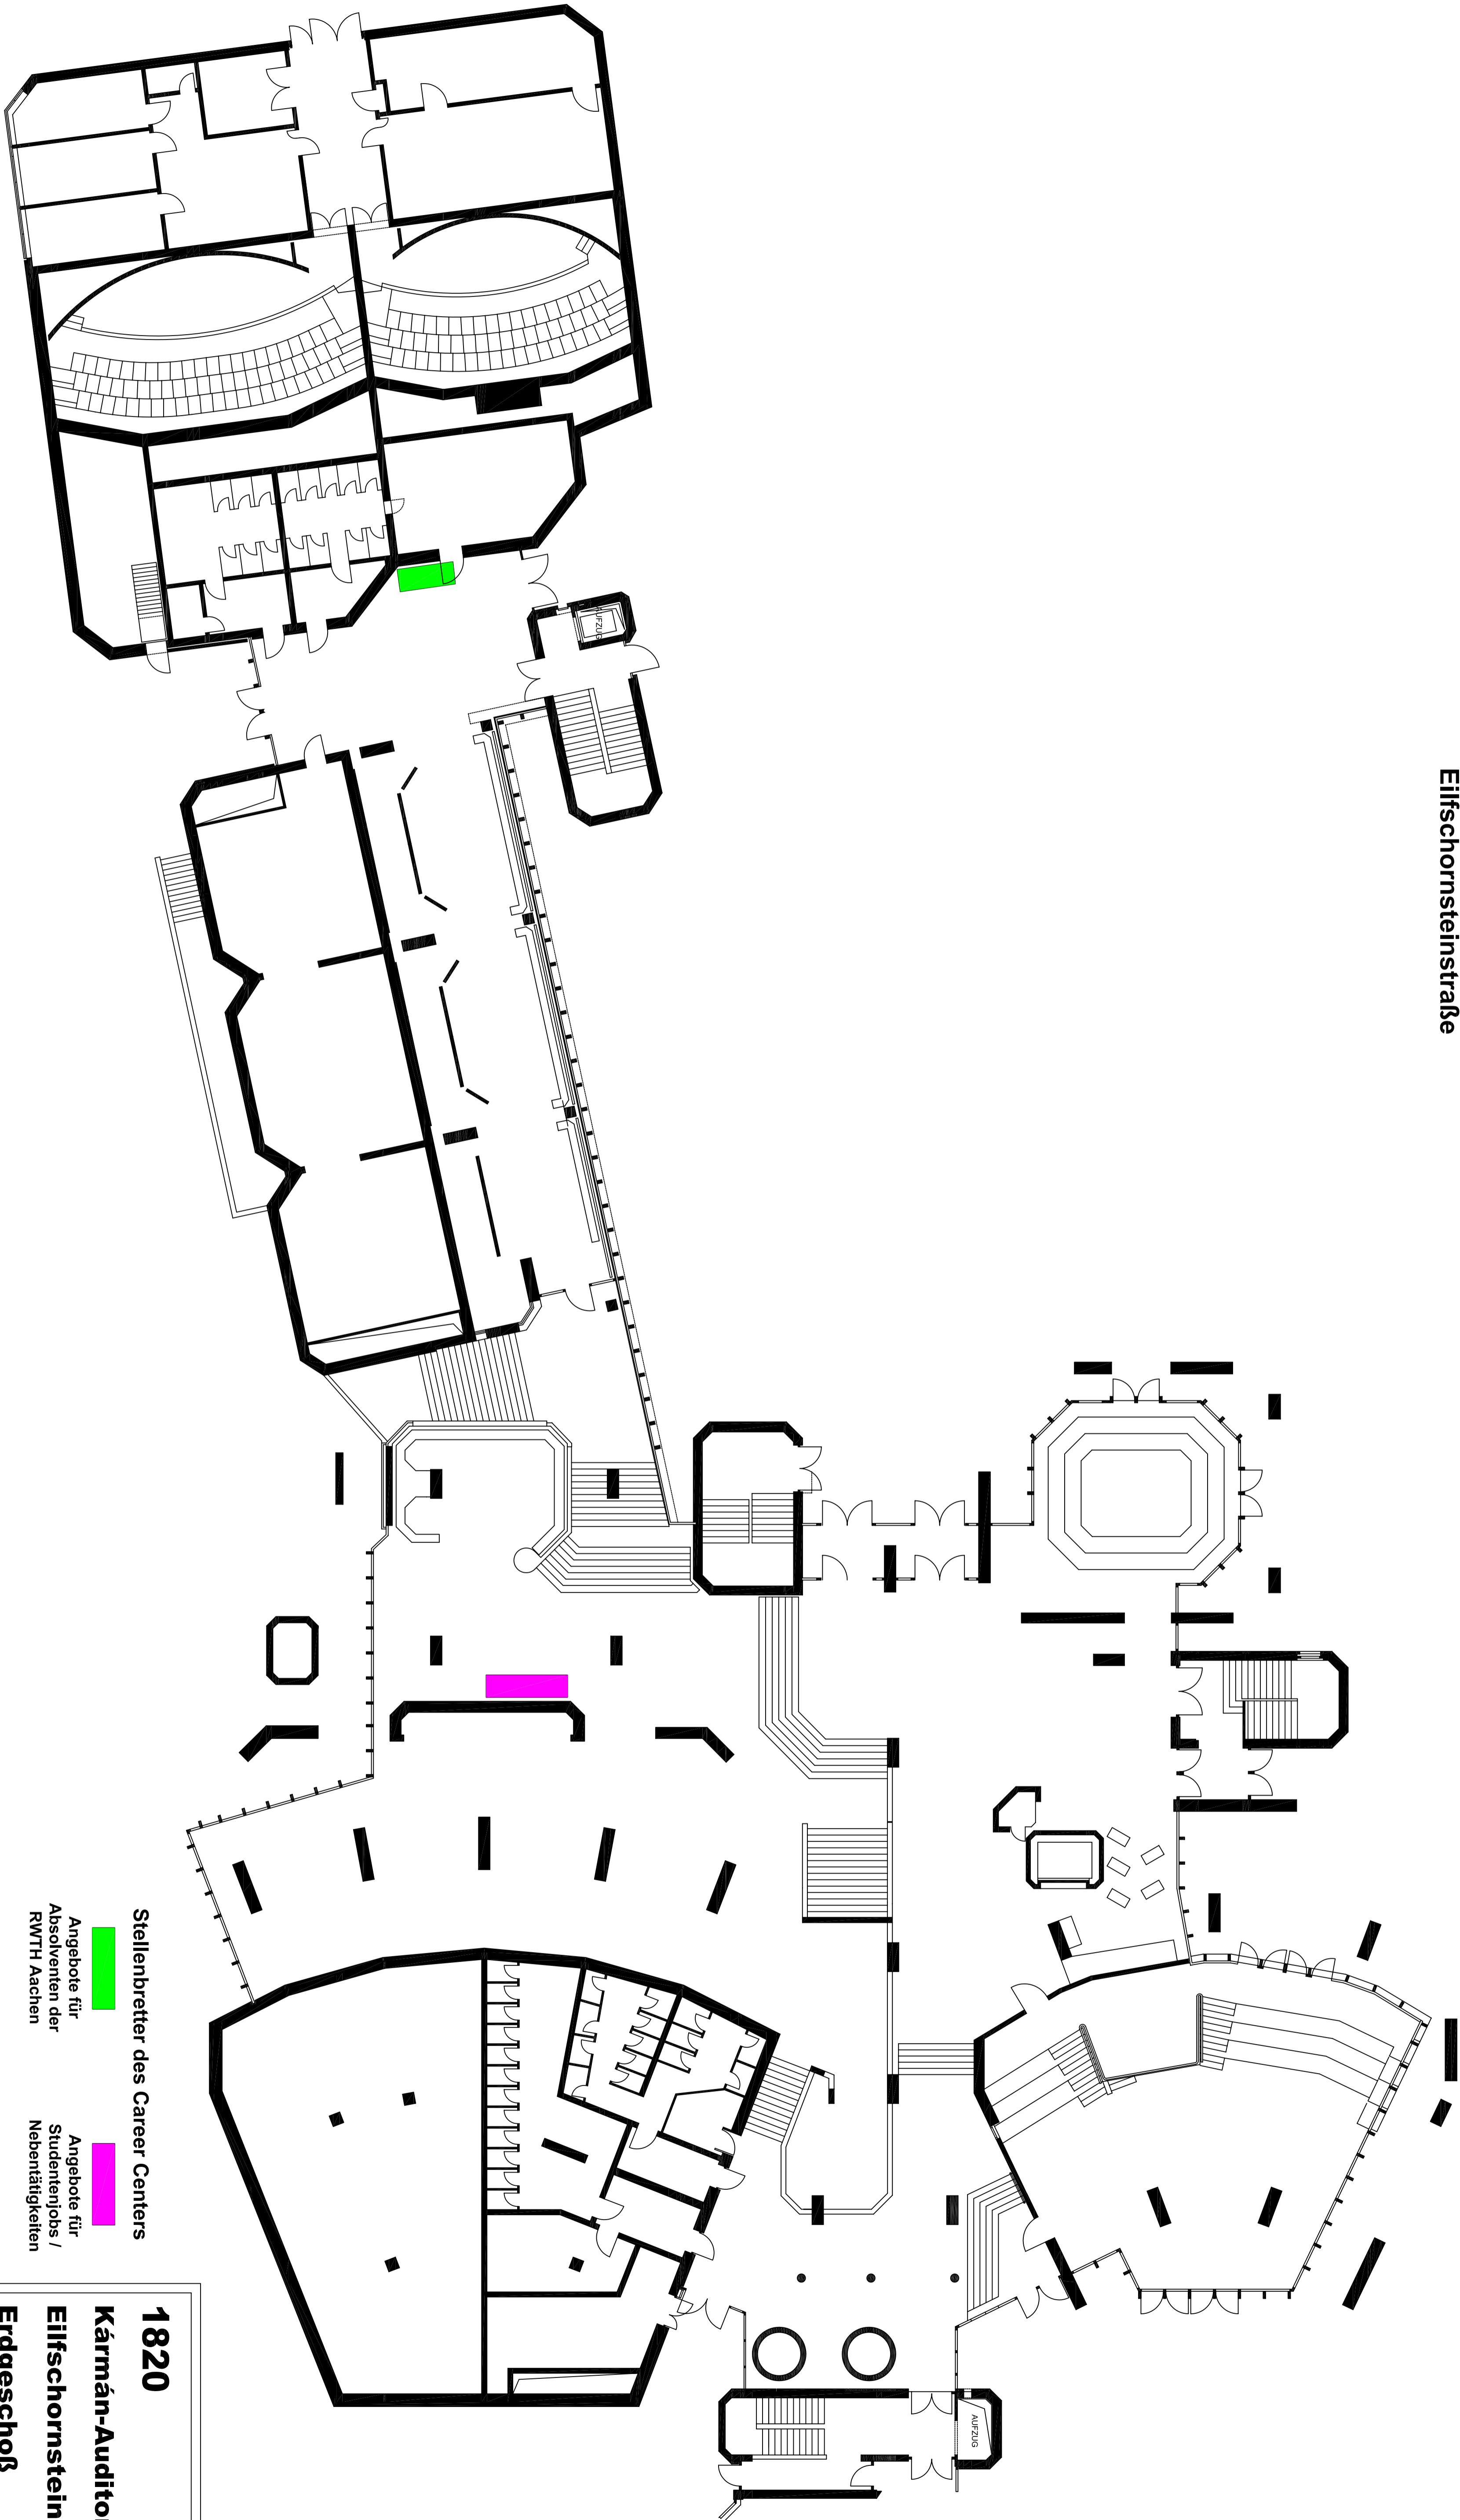 Eilfschornsteinstraße
AUFZUG
AUFZUG
Stellenbretter des Career Centers
Angebote für
Absolventen der
RWTH Aachen
Angebote für
Studentenjobs /
Nebentätigkeiten
1820
Kármán-Audito
Eilfschornstein
Erdgeschoß